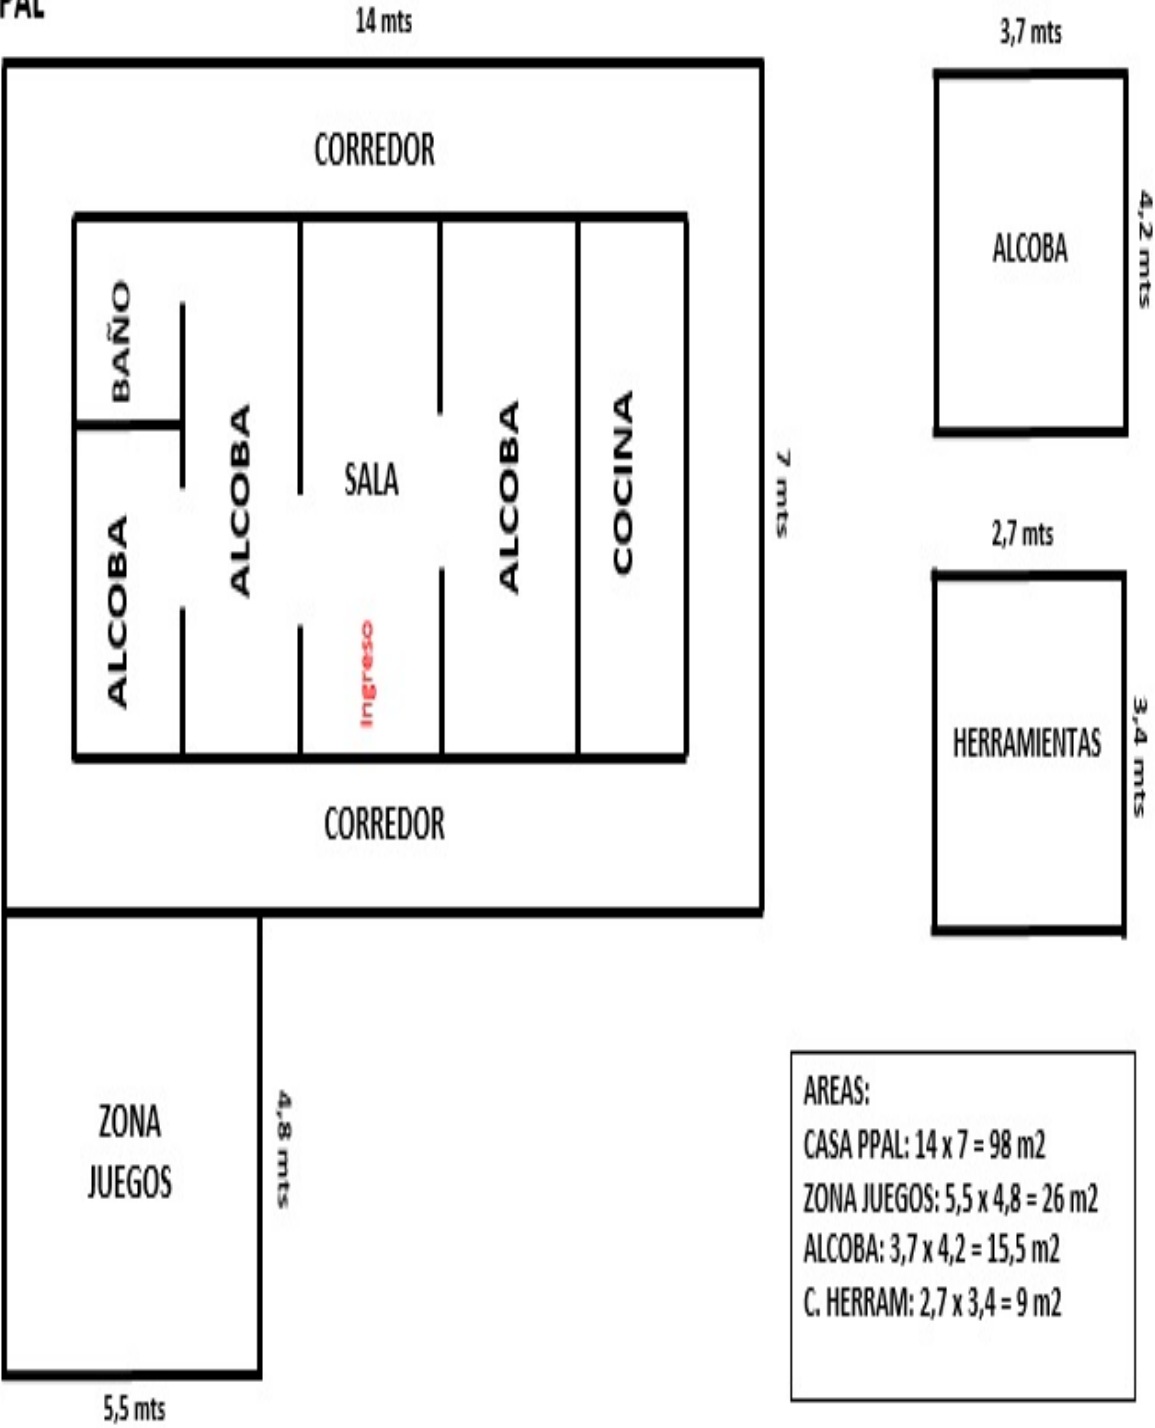 14 mts
3,7 mts
CORREDOR
ALCOBA
4,2 mts
BAÑO
ALCOBA
ALCOBA
SALA
Ingreso
ALCOBA
COCINA
7 mts
2,7 mts
HERRAMIENTAS
3,4 mts
CORREDOR
ZONA
JUEGOS
4,8 mts
5,5 mts
AREAS:
CASA PPAL: 14 x 7 = 98 m2
ZONA JUEGOS: 5,5 x 4,8 = 26 m2
ALCOBA: 3,7 x 4,2 = 15,5 m2
C. HERRAM: 2,7 x 3,4 = 9 m2